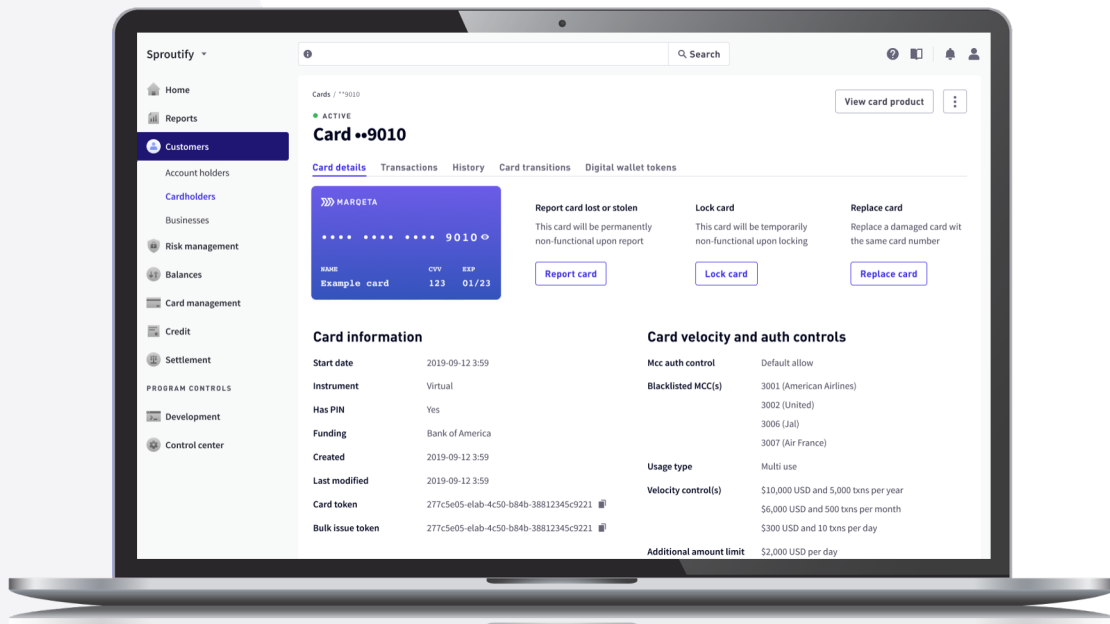 Sproutify
Search
Home
Reports
Customers
Account holders
Cardholders
Businesses
Risk management
Balances
Card management
Credit
Settlement
PROGRAM CONTROLS
Development
Control center
Cards / **9010
View card product
ACTIVE
Card ••9010
Card details Transactions History Card transitions Digital wallet tokens
MARQETA
•••• •••• •••• 9010
NAME CVV EXP
Example card 123 01/23
Report card lost or stolen
This card will be permanently
non-functional upon report
Report card
Lock card
This card will be temporarily
non-functional upon locking
Lock card
Replace card
Replace a damaged card wit
the same card number
Replace card
Card information
Start date 2019-09-12 3:59
Instrument Virtual
Has PIN Yes
Funding Bank of America
Created 2019-09-12 3:59
Last modified 2019-09-12 3:59
Card token 277c5e05-elab-4c50-b84b-38812345c9221
Bulk issue token 277c5e05-elab-4c50-b84b-38812345c9221
Card velocity and auth controls
Mcc auth control Default allow
Blacklisted MCC(s) 3001 (American Airlines)
3002 (United)
3006 (Jal)
3007 (Air France)
Usage type Multi use
Velocity control(s) $10,000 USD and 5,000 txns per year
$6,000 USD and 500 txns per month
$300 USD and 10 txns per day
Additional amount limit $2,000 USD per day